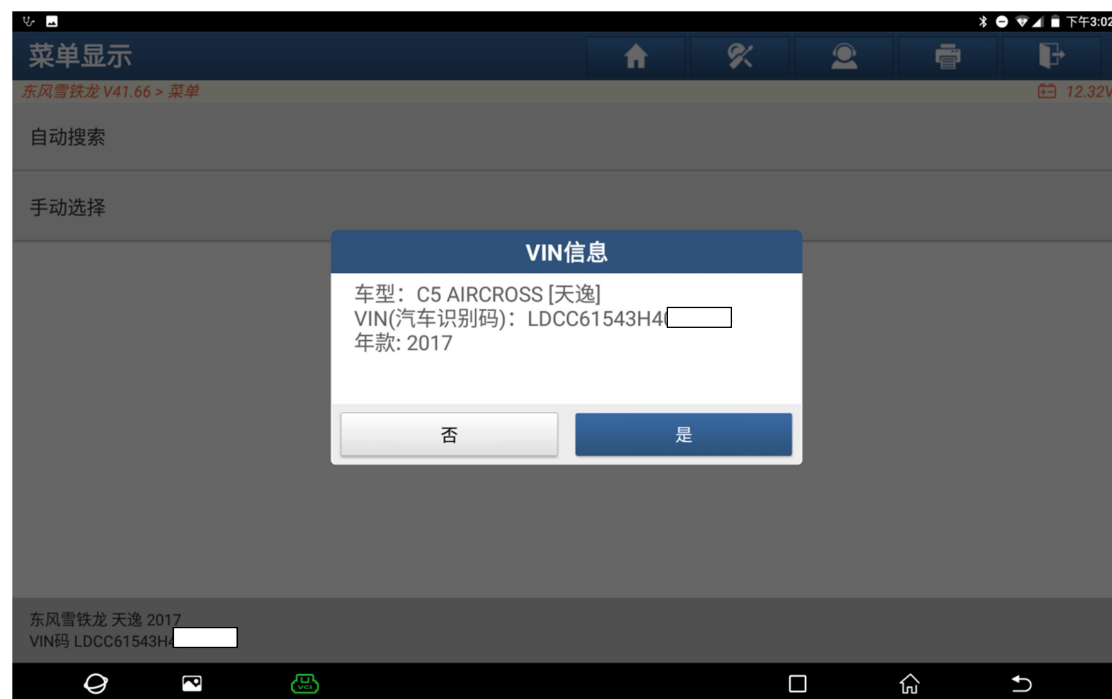 下午3:02
菜单显示
东风雪铁龙 V41.66 > 菜单
12.32V
自动搜索
手动选择
VIN信息
车型：C5 AIRCROSS [天逸]
VIN(汽车识别码)：LDCC61543H4
年款: 2017
否
是
东风雪铁龙 天逸 2017
VIN码 LDCC61543H4
VCI